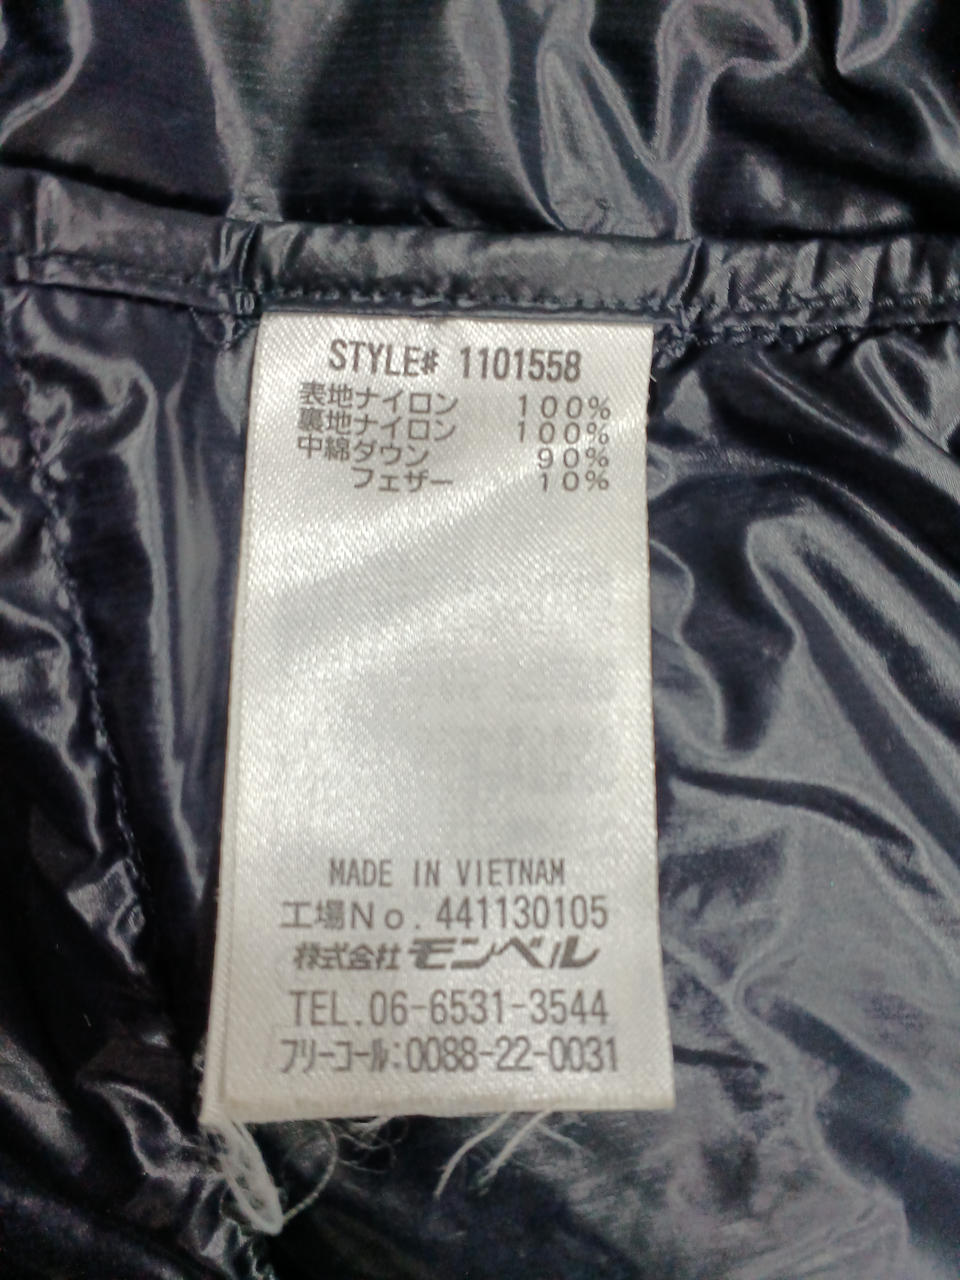 STYLE# 1101558
表地ナイロン 100%
裏地ナイロン 100%
中綿ダウン 90%
フェザー 10%
MADE IN VIETNAM
工場No. 441130105
株式会社 モンベル
TEL.06-6531-3544
フリーコール:0088-22-0031